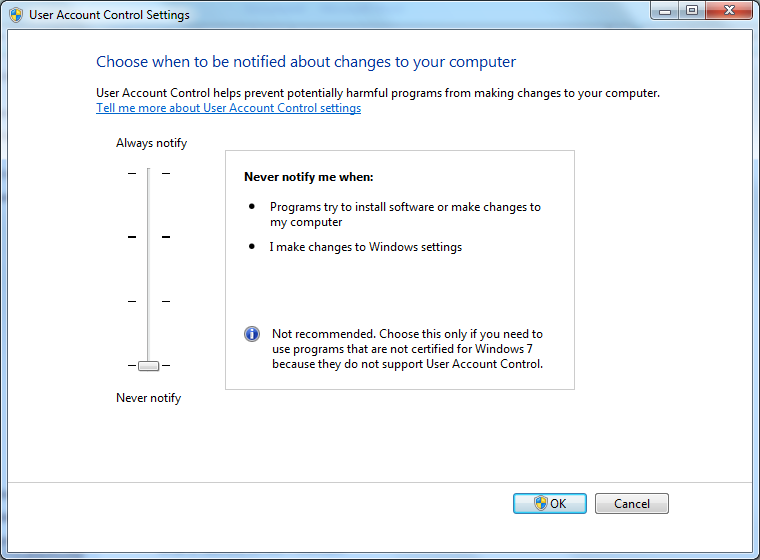 User Account Control Settings
Choose when to be notified about changes to your computer
User Account Control helps prevent potentially harmful programs from making changes to your computer.
Tell me more about User Account Control settings
Always notify
Never notify me when:
Programs try to install software or make changes to
my computer
I make changes to Windows settings
Not recommended. Choose this only if you need to
use programs that are not certified for Windows 7
because they do not support User Account Control.
Never notify
OK
Cancel